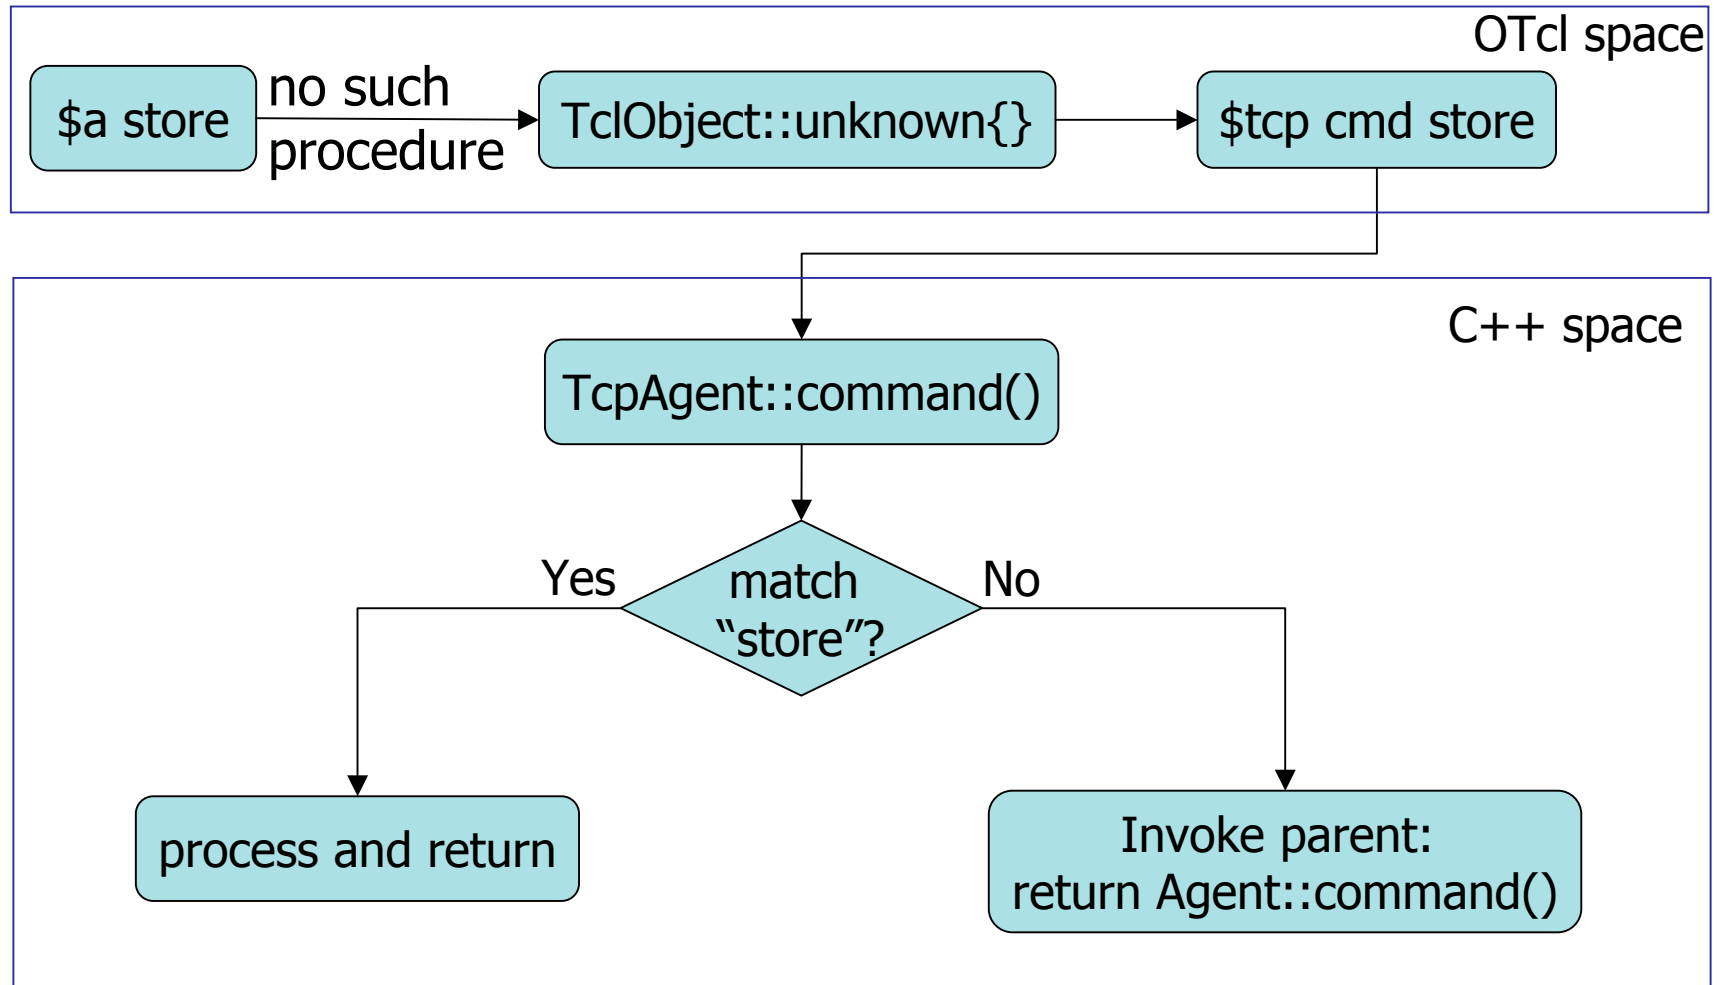 OTcl space
$a store
no such
procedure
TclObject::unknown{}
$tcp cmd store
C++ space
TcpAgent::command()
Yes
match
“store”?
No
process and return
Invoke parent:
return Agent::command()